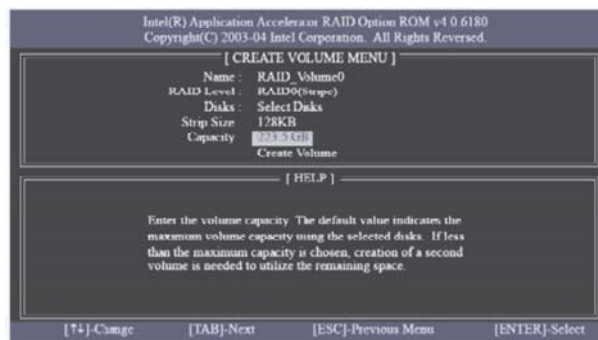 Intel(R) Application Accelerator RAID Option ROM v4 0 6180
Copyright(C) 2003-04 Intel Corporation. All Rights Reversed.
[ CREATE VOLUME MENU ]
Name : RAID_Volume0
RAID Level : RAID0(Stripe)
Disks : Select Disks
Strip Size 128KB
Capacity 223.5 GB
Create Volume
[ HELP ]
Enter the volume capacity. The default value indicates the
maximum volume capacity using the selected disks. If less
than the maximum capacity is chosen, creation of a second
volume is needed to utilize the remaining space.
[↑↓]-Change [TAB]-Next [ESC]-Previous Menu [ENTER]-Select